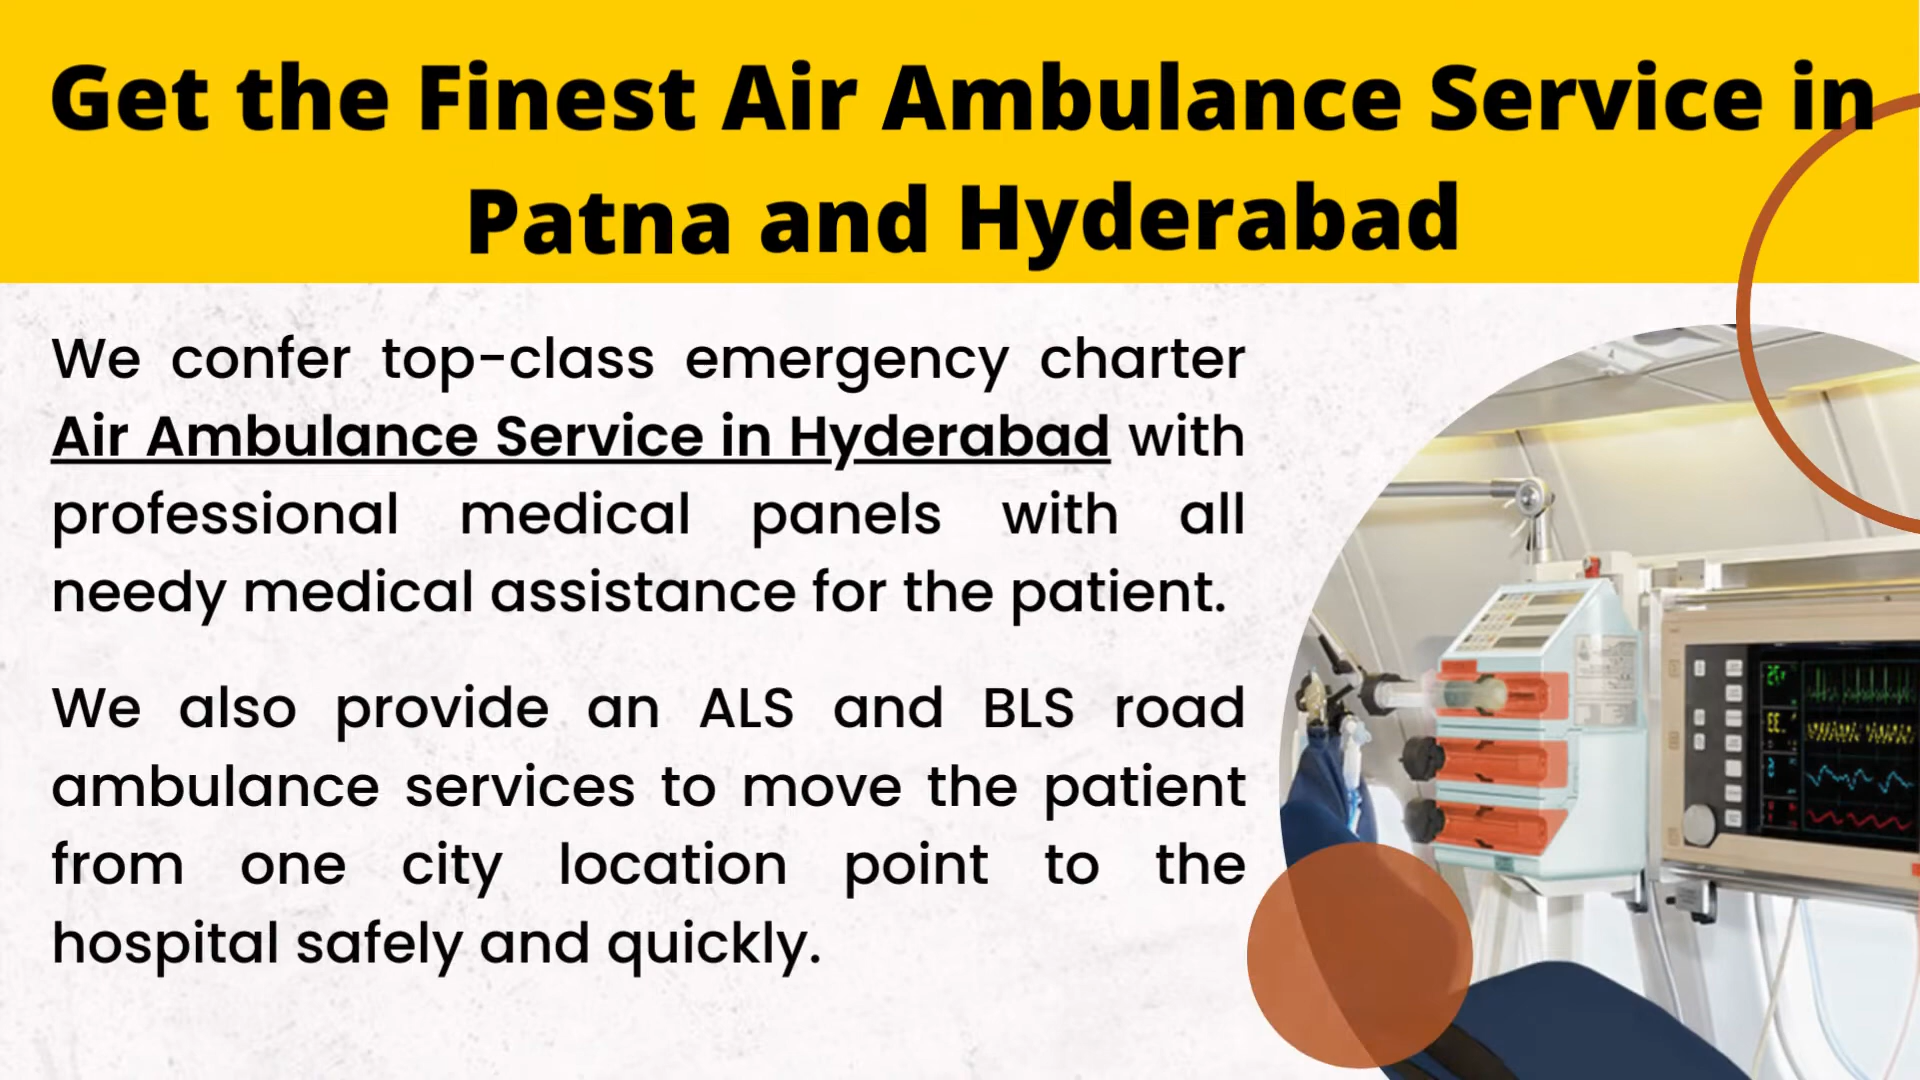 Get the Finest Air Ambulance Service in
Patna and Hyderabad
We confer top-class emergency charter
Air Ambulance Service in Hyderabad with
professional medical panels with all
needy medical assistance for the patient.
We also provide an ALS and BLS road
ambulance services to move the patient
from one city location point to the
hospital safely and quickly.